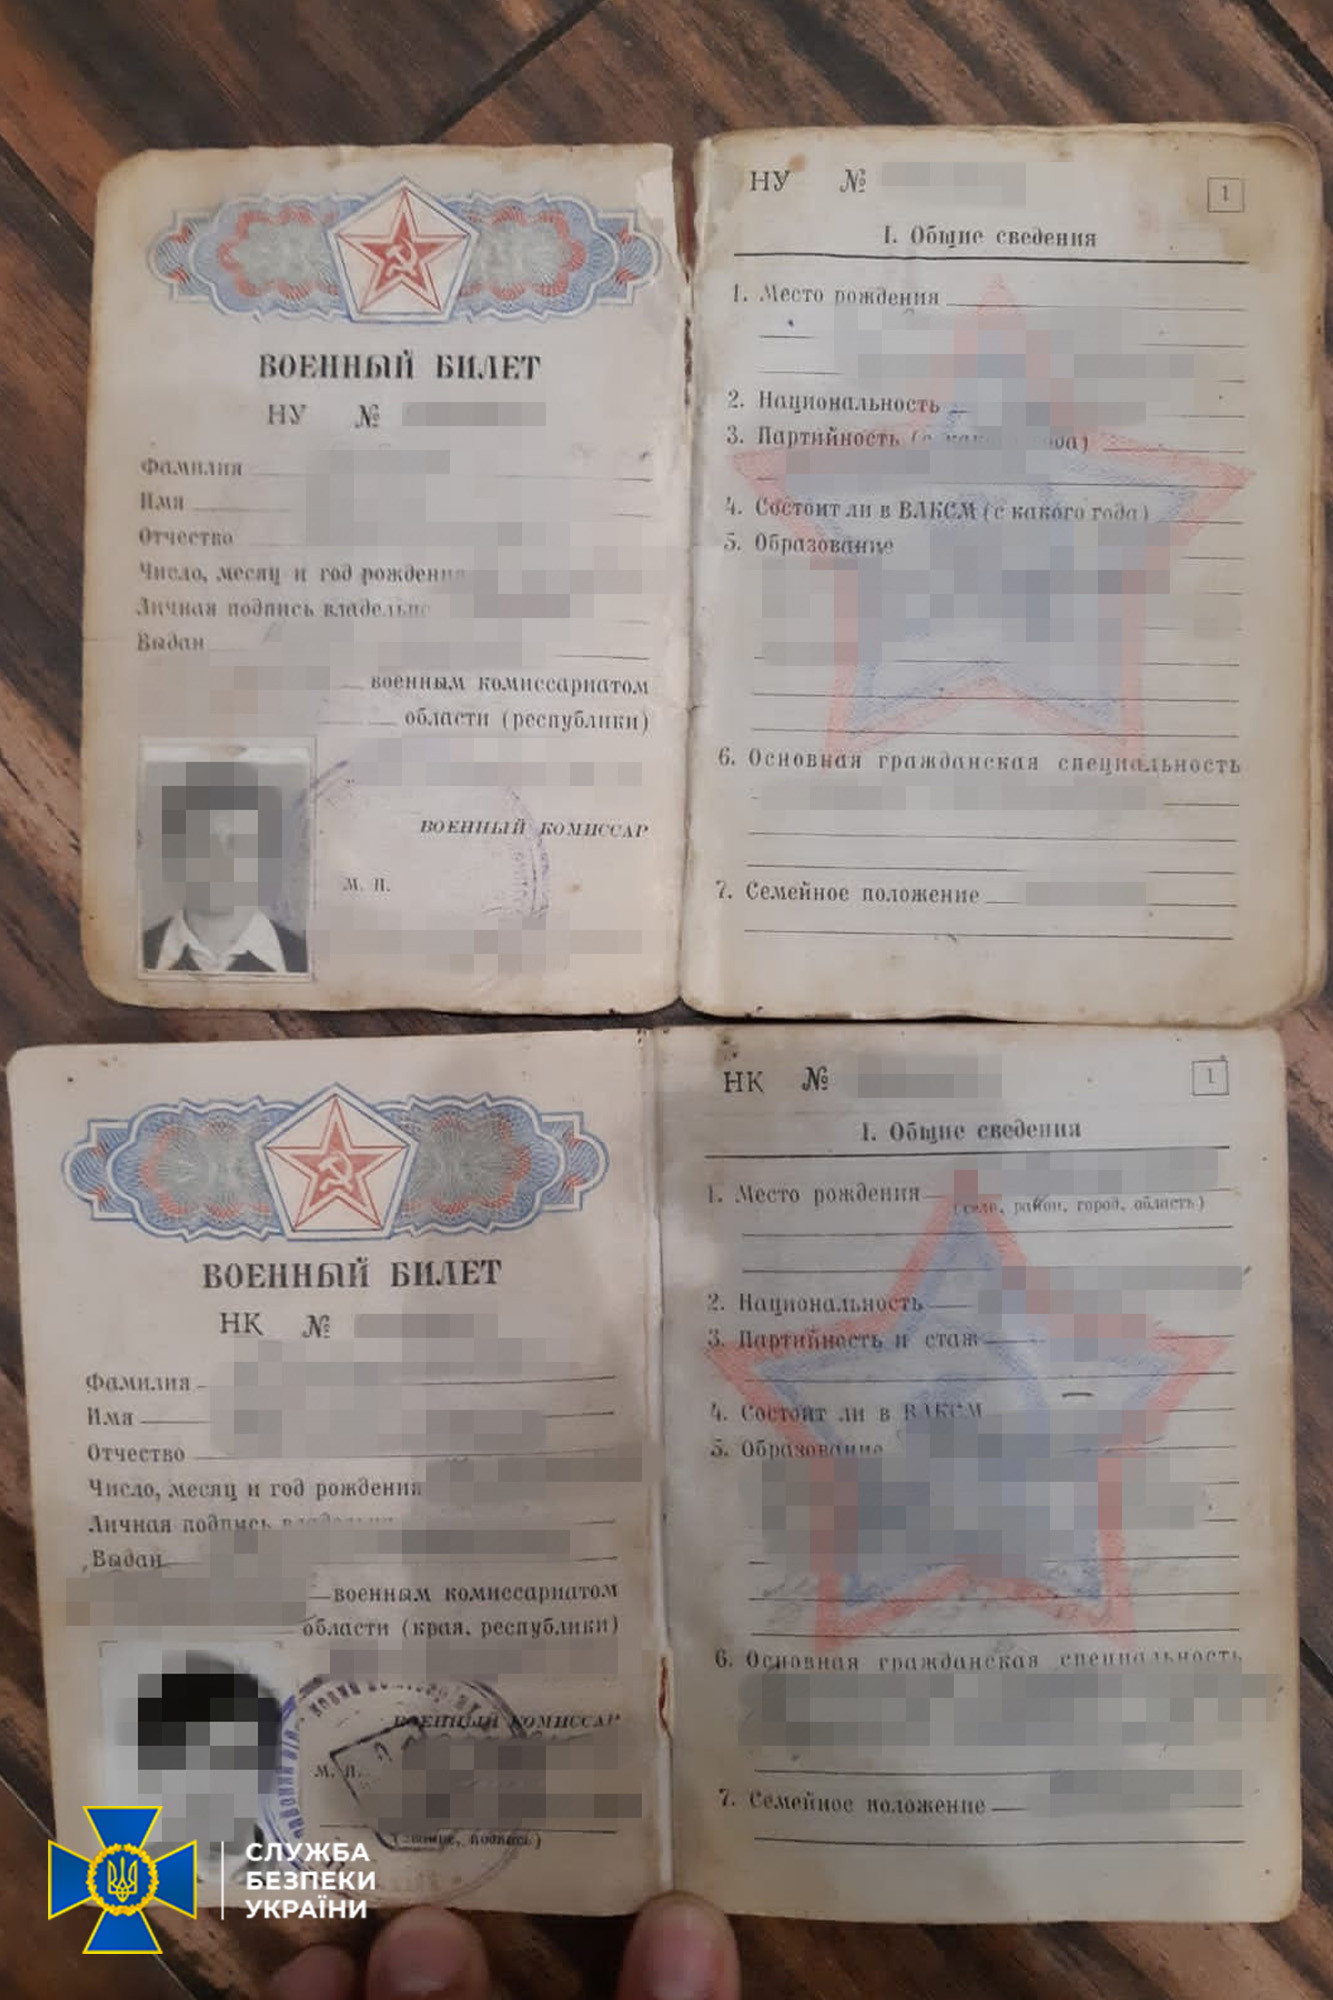 ВОЕННЫЙ БИЛЕТ
НУ №
Фамилия
Имя
Отчество
Число, месяц и год рождения
Личная подпись
Выдан
военным комиссариатом
области (республики)
ВОЕННЫЙ КОМИССАР
М. П.
НУ №
1
I. Общие сведения
1. Место рождения
2. Национальность
3. Партийность
4. Состоит ли в ВЛКСМ (с какого года)
5. Образование
6. Основная гражданская специальность
7. Семейное положение
ВОЕННЫЙ БИЛЕТ
НК №
Фамилия
Имя
Отчество
Число, месяц и год рождения
Личная подпись
Выдан
военным комиссариатом
области (края, республики)
ВОЕННЫЙ КОМИССАР
М. П.
подпись)
НК №
1
I. Общие сведения
1. Место рождения
(село, район, город, область)
2. Национальность
3. Партийность и стаж
4. Состоит ли в ВЛКСМ
5. Образование
6. Основная гражданская специальность
7. Семейное положение
СЛУЖБА
БЕЗПЕКИ
УКРАЇНИ